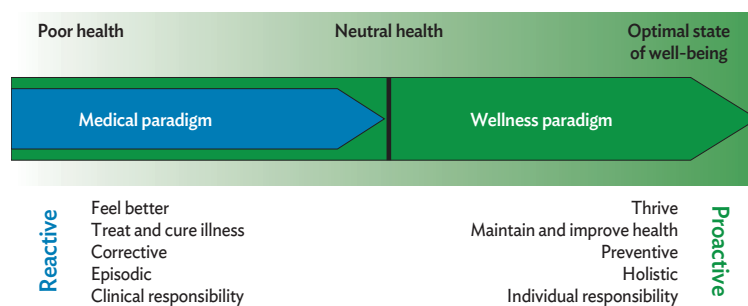 Poor health
Neutral health
Optimal state
of well-being
Medical paradigm
Wellness paradigm
Reactive
Feel better
Treat and cure illness
Corrective
Episodic
Clinical responsibility
Thrive
Maintain and improve health
Preventive
Holistic
Individual responsibility
Proactive